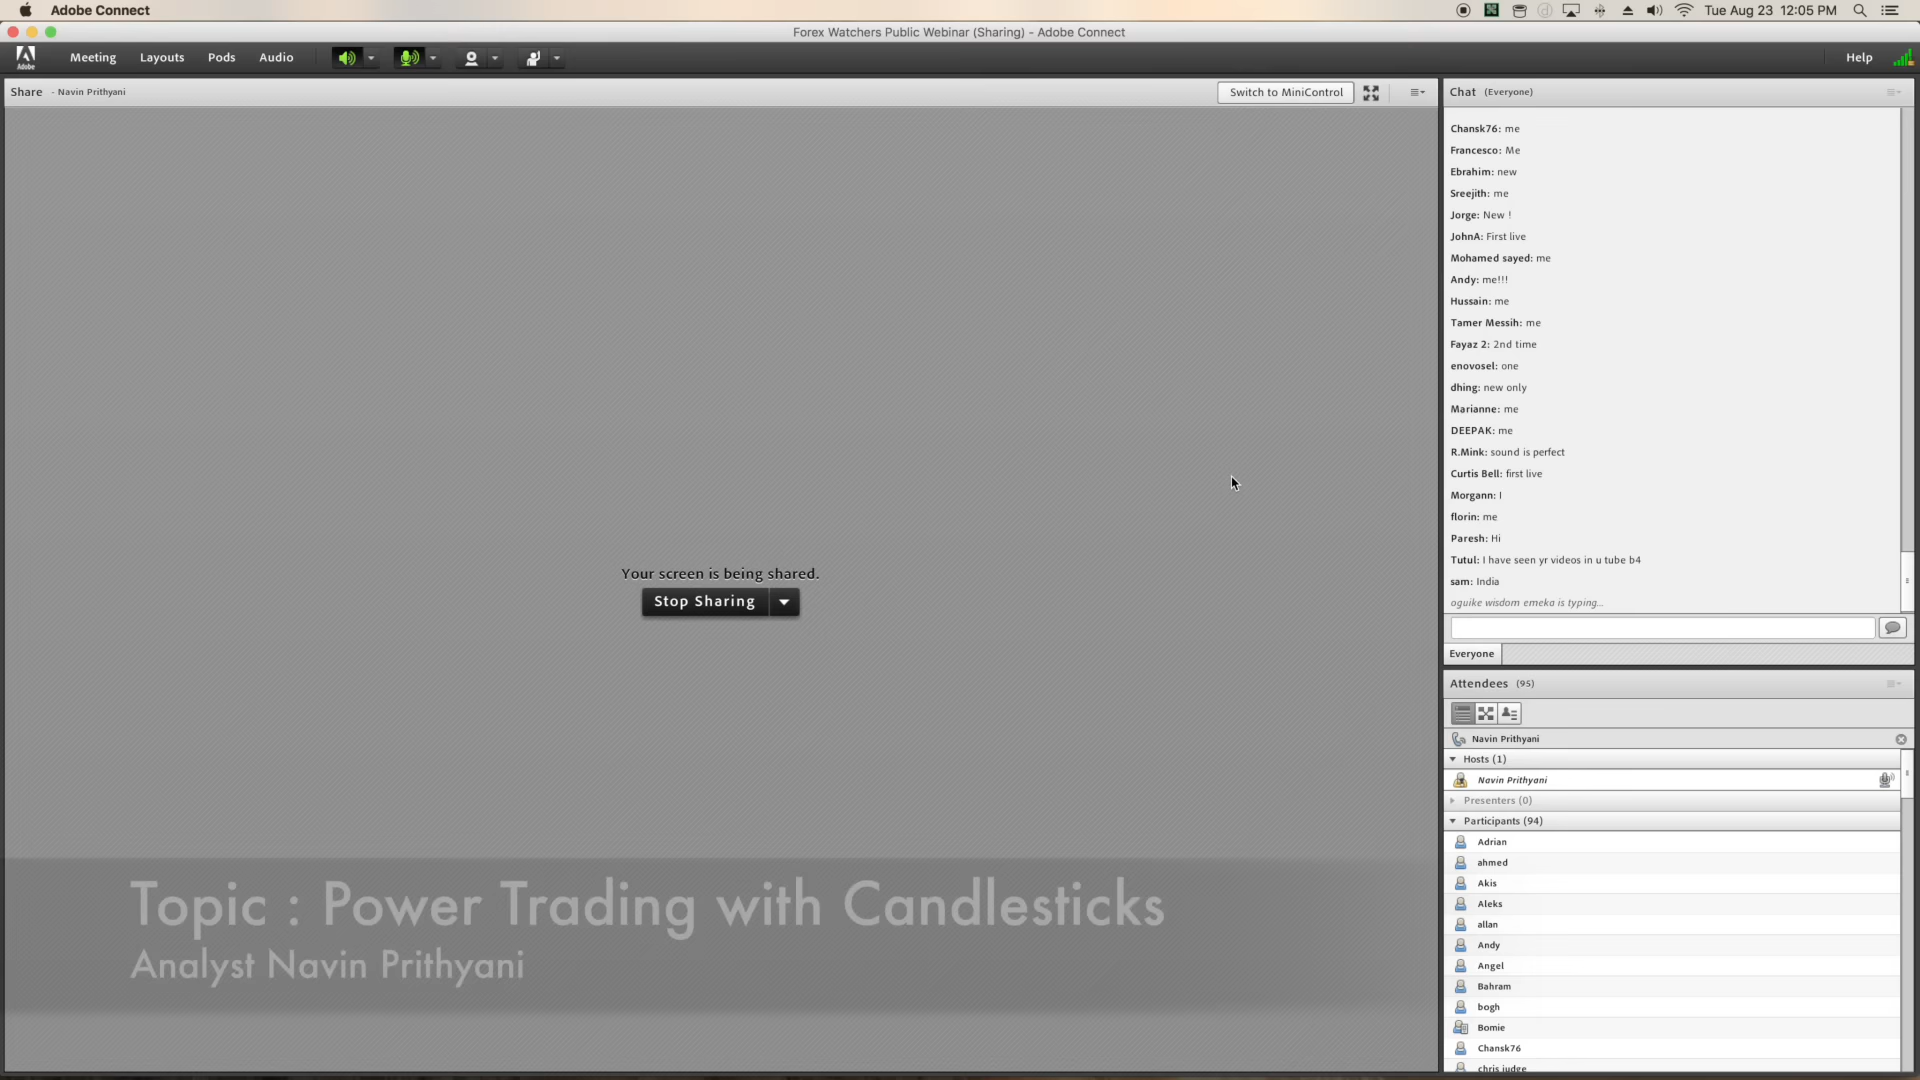 Adobe Connect
Tue Aug 23 12:05 PM
Forex Watchers Public Webinar (Sharing) - Adobe Connect
Adobe
Meeting
Layouts
Pods
Audio
Help
Share - Navin Prithyani
Switch to MiniControl
Your screen is being shared.
Stop Sharing
Topic : Power Trading with Candlesticks
Analyst Navin Prithyani
Chat (Everyone)
Chansk76: me
Francesco: Me
Ebrahim: new
Sreejith: me
Jorge: New !
JohnA: First live
Mohamed sayed: me
Andy: me!!!
Hussain: me
Tamer Messih: me
Fayaz 2: 2nd time
enovosel: one
dhing: new only
Marianne: me
DEEPAK: me
R.Mink: sound is perfect
Curtis Bell: first live
Morgann: I
florin: me
Paresh: Hi
Tutul: I have seen yr videos in u tube b4
sam: India
oguike wisdom emeka is typing...
Everyone
Attendees (95)
Navin Prithyani
Hosts (1)
Navin Prithyani
Presenters (0)
Participants (94)
Adrian
ahmed
Akis
Aleks
allan
Andy
Angel
Bahram
bogh
Bomie
Chansk76
chris judge